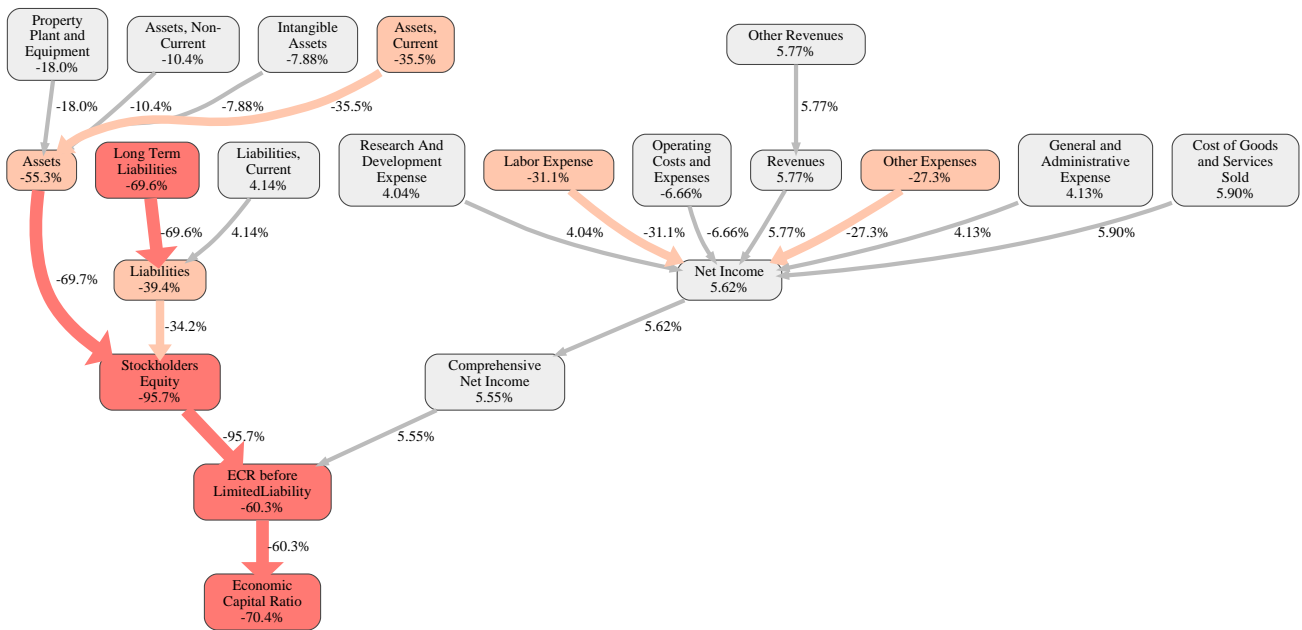 Property
Plant and
Equipment
-18.0%
Assets, Non-
Current
-10.4%
Intangible
Assets
-7.88%
Assets,
Current
-35.5%
Other Revenues
5.77%
-18.0%
-10.4%
-7.88%
-35.5%
5.77%
Assets
-55.3%
Long Term
Liabilities
-69.6%
Liabilities,
Current
4.14%
Research And
Development
Expense
4.04%
Labor Expense
-31.1%
Operating
Costs and
Expenses
-6.66%
Revenues
5.77%
Other Expenses
-27.3%
General and
Administrative
Expense
4.13%
Cost of Goods
and Services
Sold
5.90%
-69.6%
4.14%
4.04%
-31.1%
-6.66%
5.77%
-27.3%
4.13%
5.90%
-69.7%
Liabilities
-39.4%
Net Income
5.62%
-34.2%
5.62%
Stockholders
Equity
-95.7%
Comprehensive
Net Income
5.55%
-95.7%
5.55%
ECR before
LimitedLiability
-60.3%
-60.3%
Economic
Capital Ratio
-70.4%